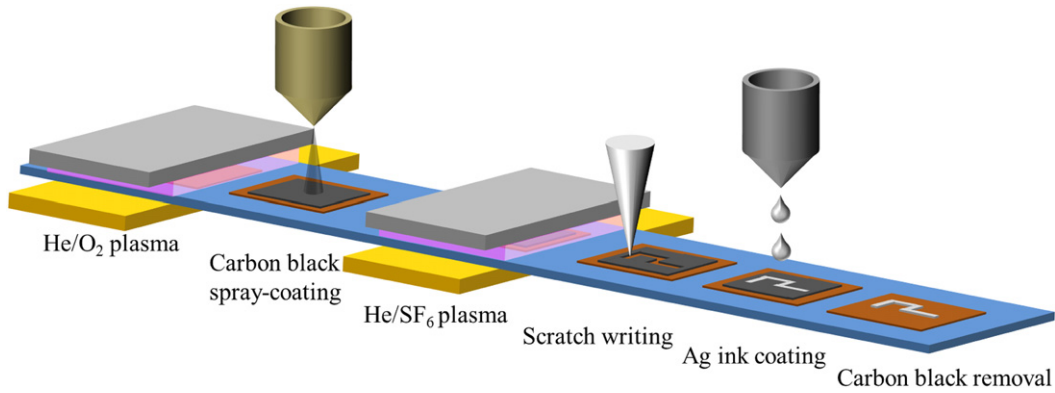 He/O₂ plasma
Carbon black
spray-coating
He/SF₆ plasma
Scratch writing
Ag ink coating
Carbon black removal